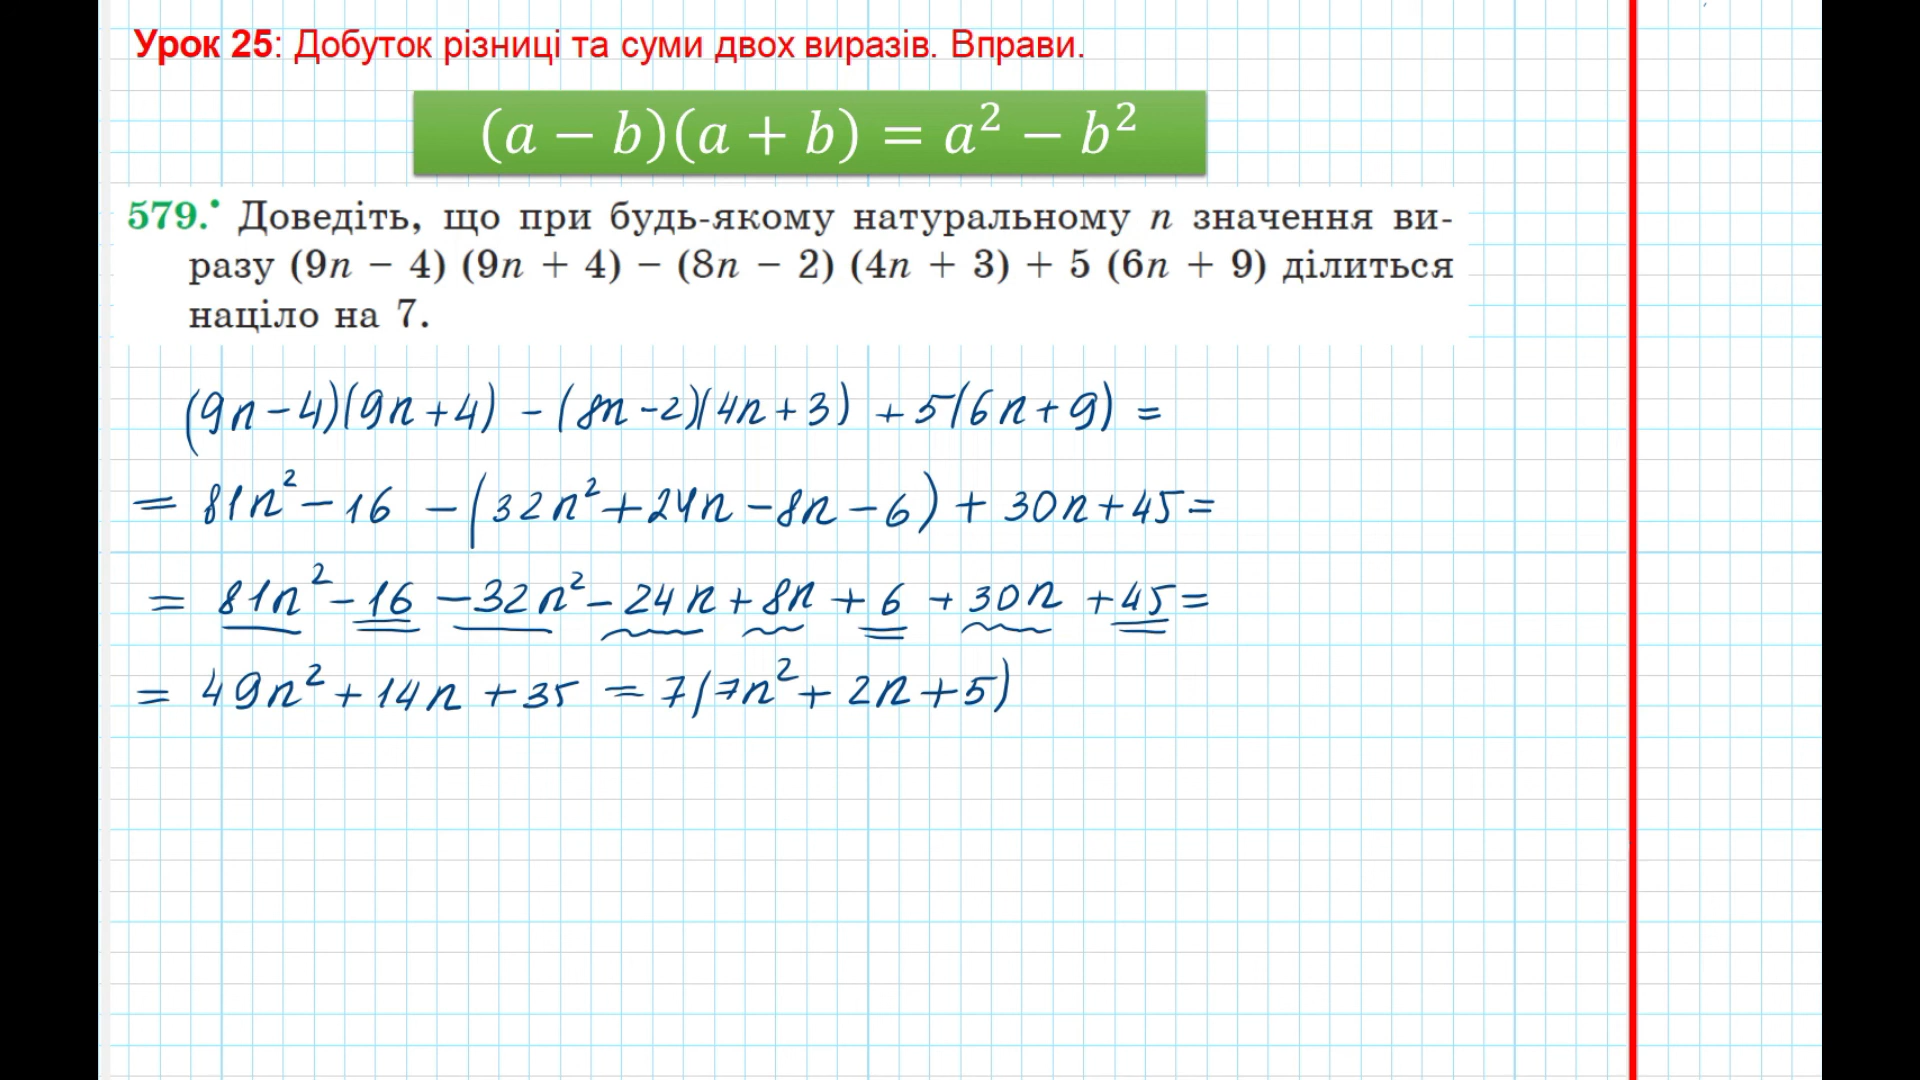 Урок 25: Добуток різниці та суми двох виразів. Вправи.
(a − b)(a + b) = a² − b²
579.• Доведіть, що при будь-якому натуральному n значення ви-
разу (9n − 4) (9n + 4) − (8n − 2) (4n + 3) + 5 (6n + 9) ділиться
націло на 7.
(9n-4)(9n+4) - (8n-2)(4n+3) + 5(6n+9) =
= 81n² - 16 - (32n² + 24n - 8n - 6) + 30n + 45 =
= 81n² - 16 - 32n² - 24n + 8n + 6 + 30n + 45 =
= 49n² + 14n + 35 = 7(7n² + 2n + 5)